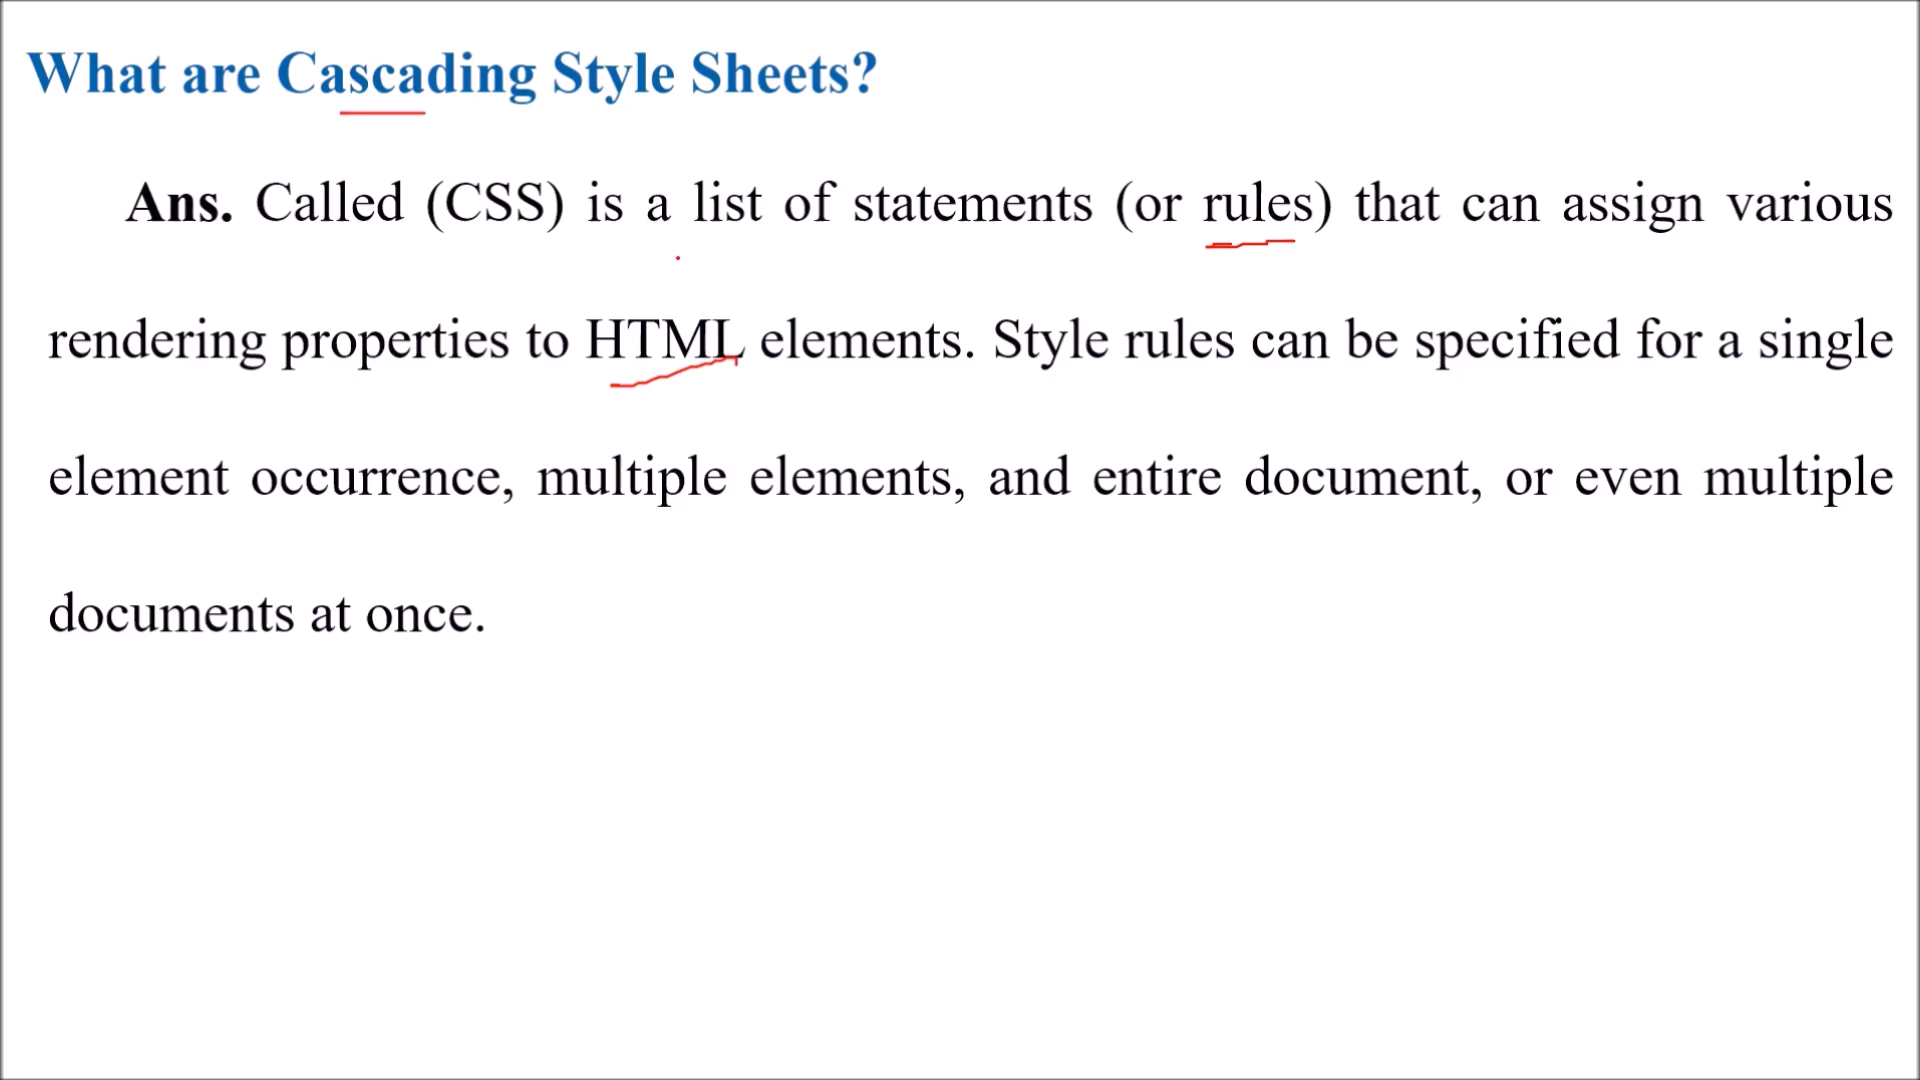 What are Cascading Style Sheets?
Ans. Called (CSS) is a list of statements (or rules) that can assign various
rendering properties to HTML elements. Style rules can be specified for a single
element occurrence, multiple elements, and entire document, or even multiple
documents at once.